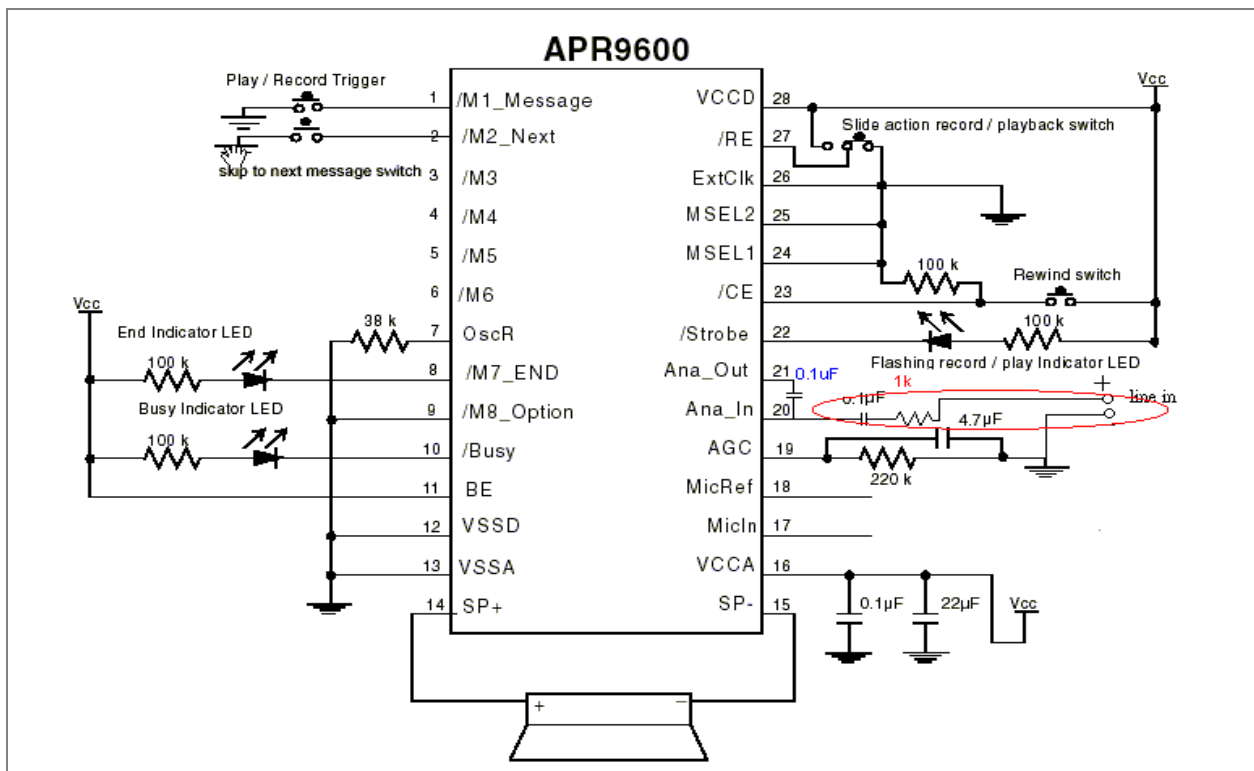 APR9600
Play / Record Trigger
1
/M1_Message
2
/M2_Next
skip to next message switch
3
/M3
4
/M4
5
/M5
6
/M6
Vcc
End Indicator LED
38 k
7
OscR
100 k
8
/M7_END
Busy Indicator LED
9
/M8_Option
100 k
10
/Busy
11
BE
12
VSSD
13
VSSA
14
SP+
Vcc
VCCD
28
Slide action record / playback switch
/RE
27
ExtClk
26
MSEL2
25
MSEL1
24
100 k
Rewind switch
/CE
23
/Strobe
22
100 k
Flashing record / play Indicator LED
Ana_Out
21
0.1uF
1k
+
line in
0.1µF
Ana_In
20
4.7µF
AGC
19
220 k
MicRef
18
MicIn
17
VCCA
16
0.1µF
22µF
Vcc
SP-
15
+
−